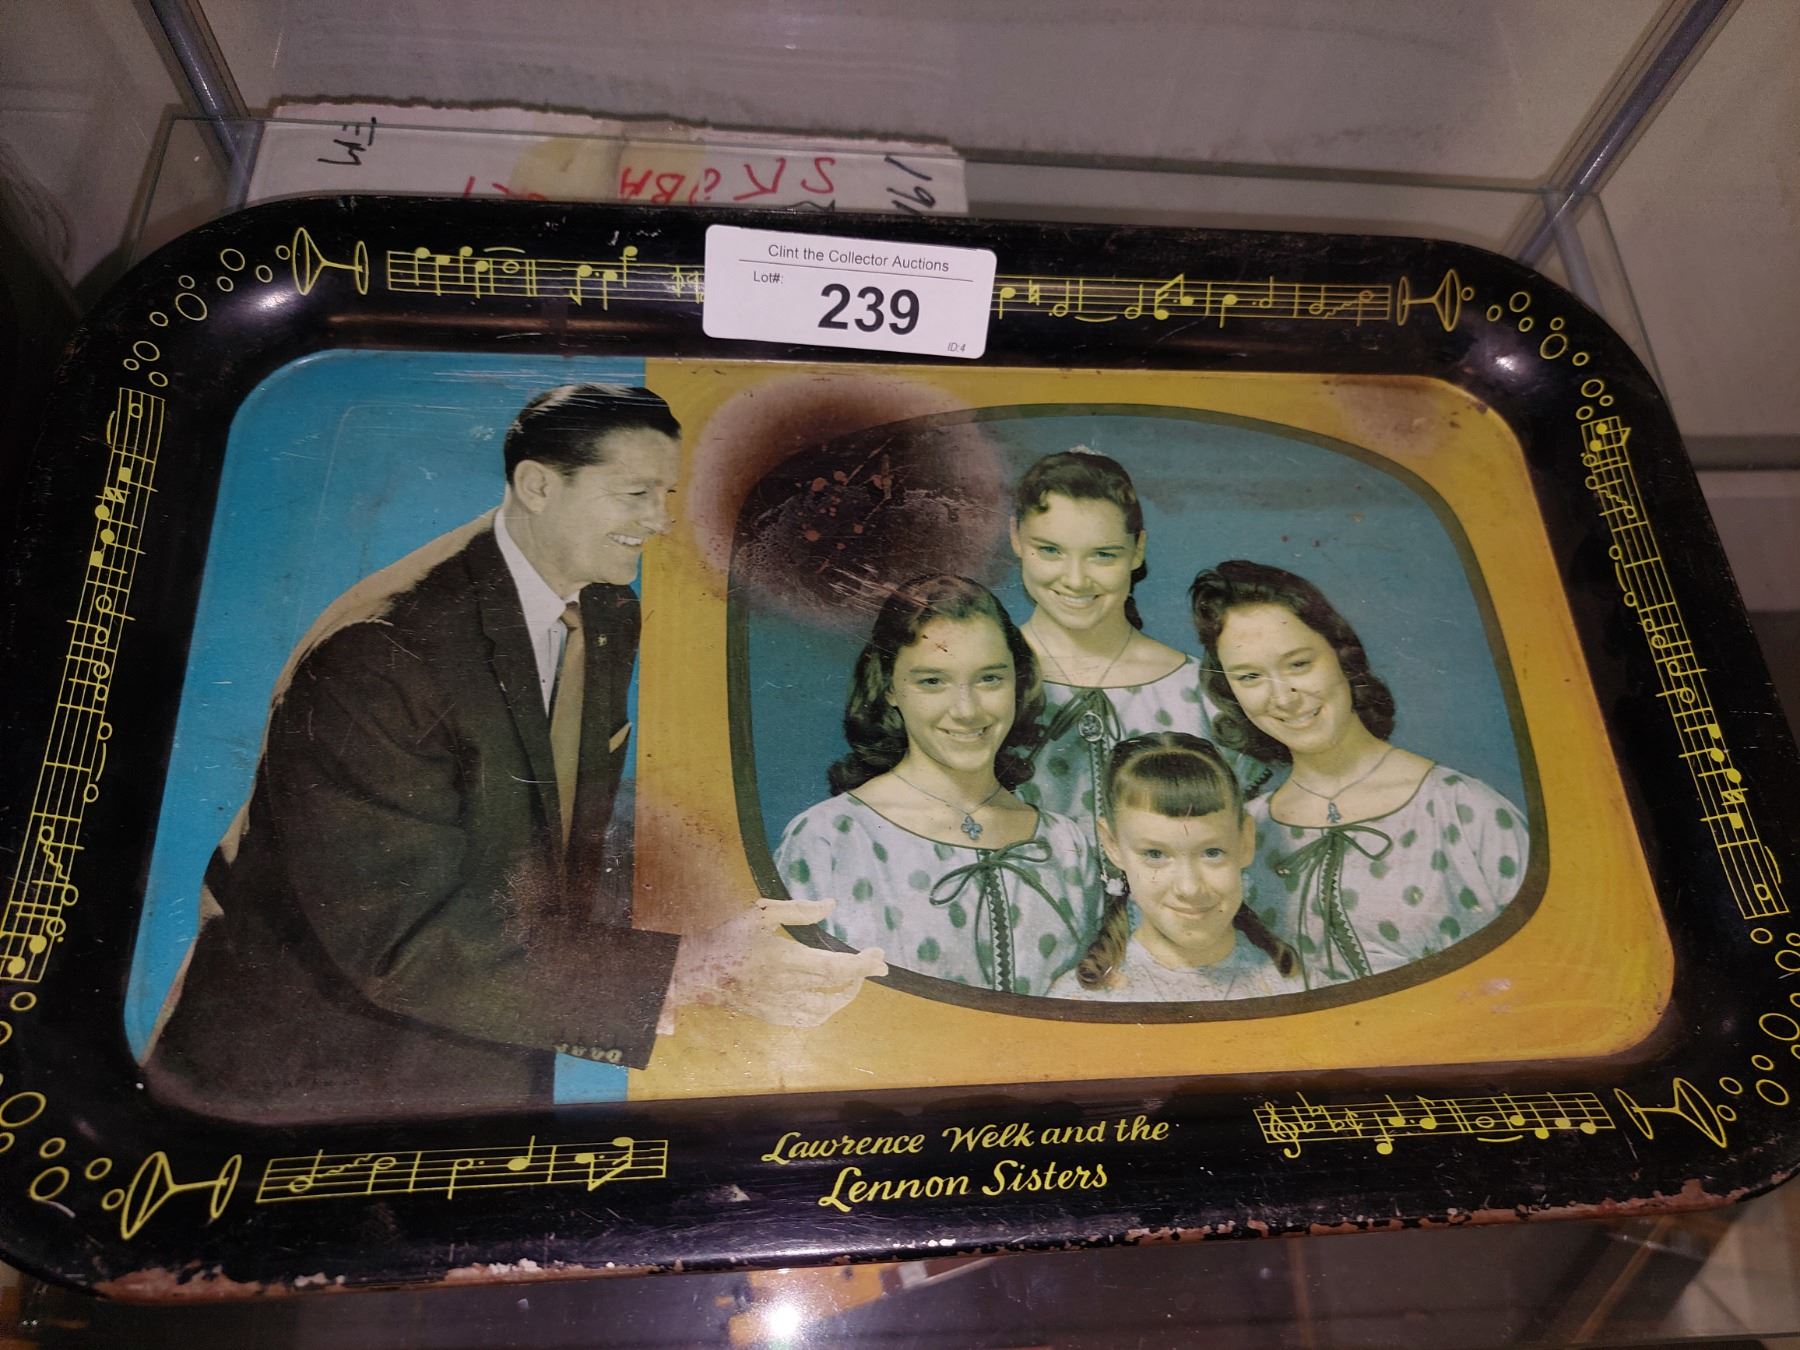 Clint the Collector Auctions
Lot#:
239
ID:4
Lawrence Welk and the
Lennon Sisters